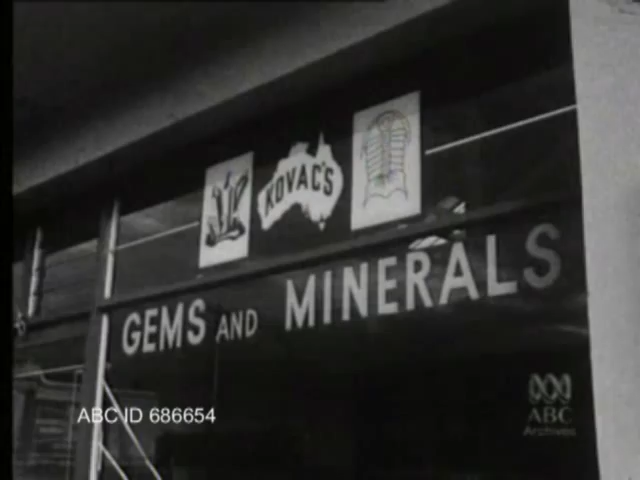 KOVAC'S
GEMS AND MINERALS
ABC ID 686654
ABC
Archives